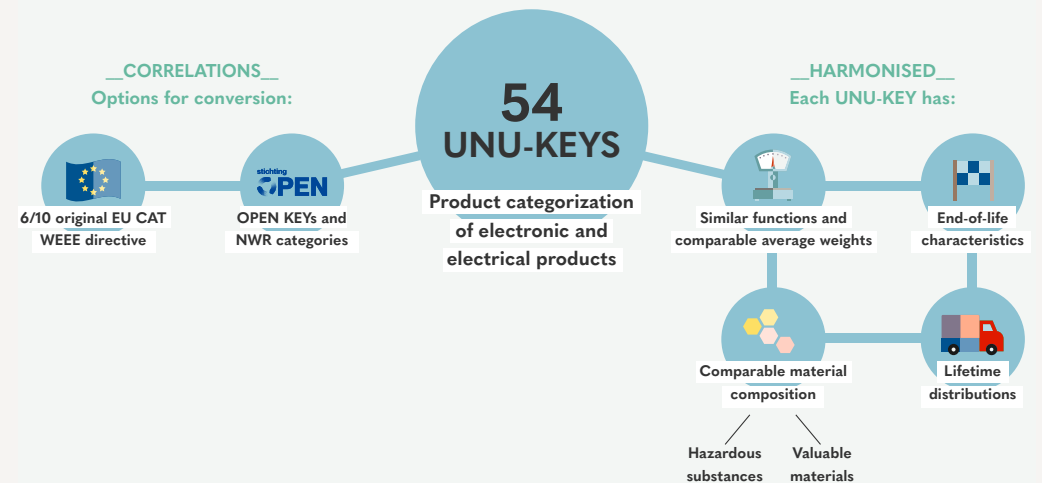 __CORRELATIONS__
Options for conversion:
54
UNU-KEYS
Product categorization
of electronic and
electrical products
__HARMONISED__
Each UNU-KEY has:
6/10 original EU CAT
WEEE directive
stichting
OPEN
OPEN KEYs and
NWR categories
Similar functions and
comparable average weights
End-of-life
characteristics
Comparable material
composition
Lifetime
distributions
Hazardous
substances
Valuable
materials